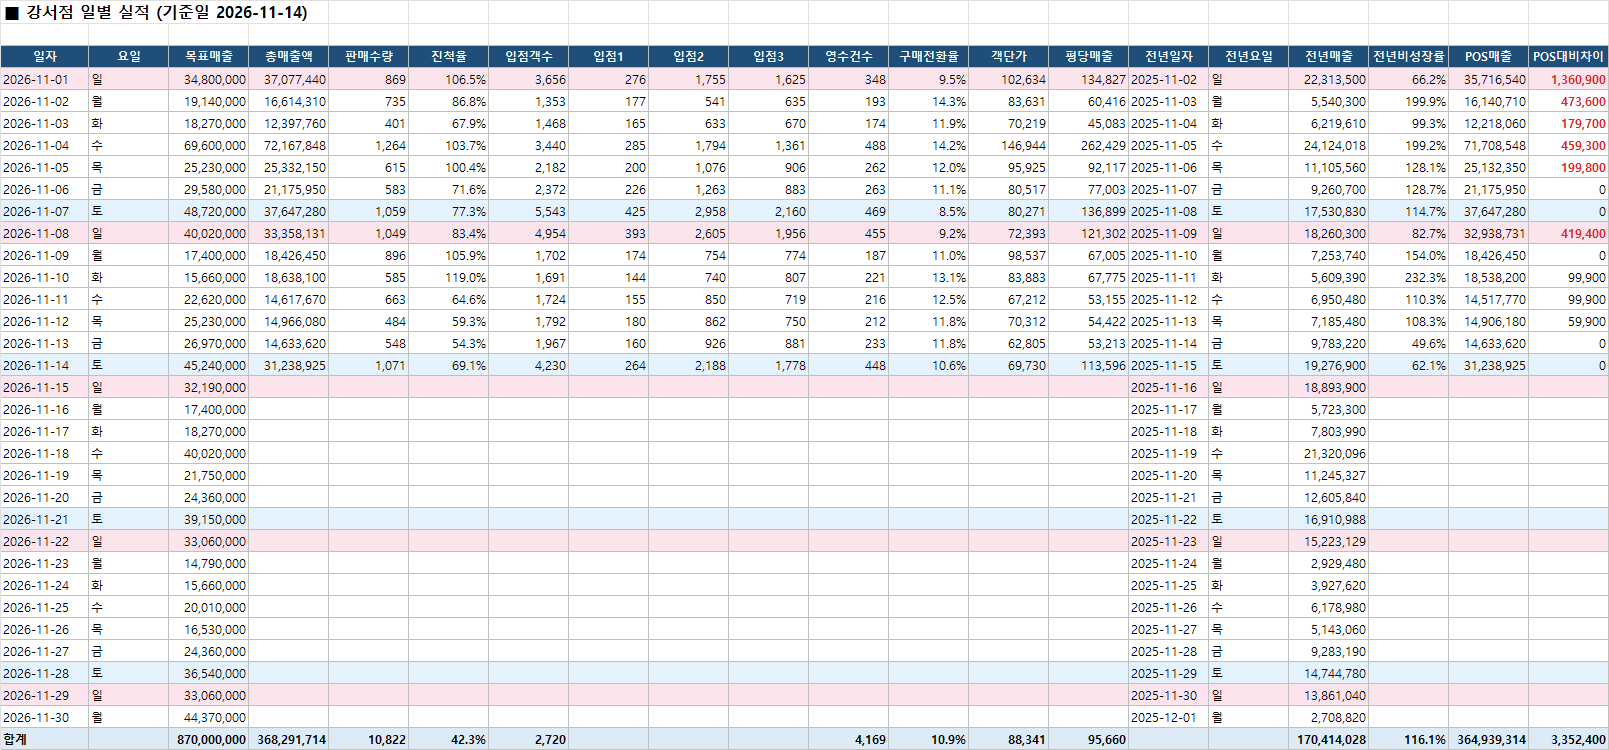 ■ 강서점 일별 실적 (기준일 2026-11-14)
일자 요일 목표매출 총매출액 판매수량 진척율 입점객수 입점1 입점2 입점3 영수건수 구매전환율 객단가 평당매출 전년일자 전년요일 전년매출 전년비성장률 POS매출 POS대비차이
2026-11-01 일 34,800,000 37,077,440 869 106.5% 3,656 276 1,755 1,625 348 9.5% 102,634 134,827 2025-11-02 일 22,313,500 66.2% 35,716,540 1,360,900
2026-11-02 월 19,140,000 16,614,310 735 86.8% 1,353 177 541 635 193 14.3% 83,631 60,416 2025-11-03 월 5,540,300 199.9% 16,140,710 473,600
2026-11-03 화 18,270,000 12,397,760 401 67.9% 1,468 165 633 670 174 11.9% 70,219 45,083 2025-11-04 화 6,219,610 99.3% 12,218,060 179,700
2026-11-04 수 69,600,000 72,167,848 1,264 103.7% 3,440 285 1,794 1,361 488 14.2% 146,944 262,429 2025-11-05 수 24,124,018 199.2% 71,708,548 459,300
2026-11-05 목 25,230,000 25,332,150 615 100.4% 2,182 200 1,076 906 262 12.0% 95,925 92,117 2025-11-06 목 11,105,560 128.1% 25,132,350 199,800
2026-11-06 금 29,580,000 21,175,950 583 71.6% 2,372 226 1,263 883 263 11.1% 80,517 77,003 2025-11-07 금 9,260,700 128.7% 21,175,950 0
2026-11-07 토 48,720,000 37,647,280 1,059 77.3% 5,543 425 2,958 2,160 469 8.5% 80,271 136,899 2025-11-08 토 17,530,830 114.7% 37,647,280 0
2026-11-08 일 40,020,000 33,358,131 1,049 83.4% 4,954 393 2,605 1,956 455 9.2% 72,393 121,302 2025-11-09 일 18,260,300 82.7% 32,938,731 419,400
2026-11-09 월 17,400,000 18,426,450 896 105.9% 1,702 174 754 774 187 11.0% 98,537 67,005 2025-11-10 월 7,253,740 154.0% 18,426,450 0
2026-11-10 화 15,660,000 18,638,100 585 119.0% 1,691 144 740 807 221 13.1% 83,883 67,775 2025-11-11 화 5,609,390 232.3% 18,538,200 99,900
2026-11-11 수 22,620,000 14,617,670 663 64.6% 1,724 155 850 719 216 12.5% 67,212 53,155 2025-11-12 수 6,950,480 110.3% 14,517,770 99,900
2026-11-12 목 25,230,000 14,966,080 484 59.3% 1,792 180 862 750 212 11.8% 70,312 54,422 2025-11-13 목 7,185,480 108.3% 14,906,180 59,900
2026-11-13 금 26,970,000 14,633,620 548 54.3% 1,967 160 926 881 233 11.8% 62,805 53,213 2025-11-14 금 9,783,220 49.6% 14,633,620 0
2026-11-14 토 45,240,000 31,238,925 1,071 69.1% 4,230 264 2,188 1,778 448 10.6% 69,730 113,596 2025-11-15 토 19,276,900 62.1% 31,238,925 0
2026-11-15 일 32,190,000 2025-11-16 일 18,893,900
2026-11-16 월 17,400,000 2025-11-17 월 5,723,300
2026-11-17 화 18,270,000 2025-11-18 화 7,803,990
2026-11-18 수 40,020,000 2025-11-19 수 21,320,096
2026-11-19 목 21,750,000 2025-11-20 목 11,245,327
2026-11-20 금 24,360,000 2025-11-21 금 12,605,840
2026-11-21 토 39,150,000 2025-11-22 토 16,910,988
2026-11-22 일 33,060,000 2025-11-23 일 15,223,129
2026-11-23 월 14,790,000 2025-11-24 월 2,929,480
2026-11-24 화 15,660,000 2025-11-25 화 3,927,620
2026-11-25 수 20,010,000 2025-11-26 수 6,178,980
2026-11-26 목 16,530,000 2025-11-27 목 5,143,060
2026-11-27 금 24,360,000 2025-11-28 금 9,283,190
2026-11-28 토 36,540,000 2025-11-29 토 14,744,780
2026-11-29 일 33,060,000 2025-11-30 일 13,861,040
2026-11-30 월 44,370,000 2025-12-01 월 2,708,820
합계 870,000,000 368,291,714 10,822 42.3% 2,720 4,169 10.9% 88,341 95,660 170,414,028 116.1% 364,939,314 3,352,400